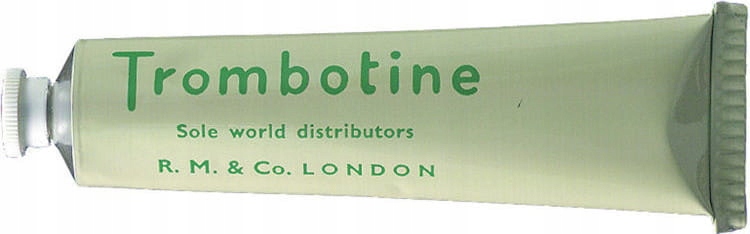 Trombotine
Sole world distributors
R. M. & Co. LONDON